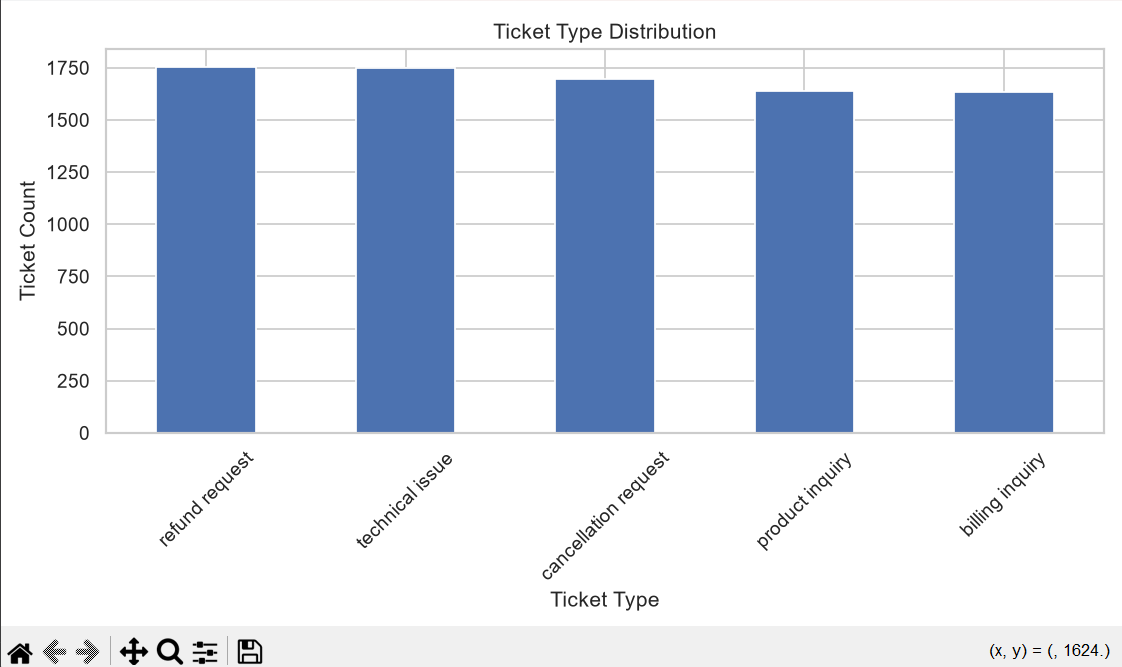 Ticket Type Distribution
Ticket Count
1750
1500
1250
1000
750
500
250
0
refund request
technical issue
cancellation request
product inquiry
billing inquiry
Ticket Type
(x, y) = (, 1624.)